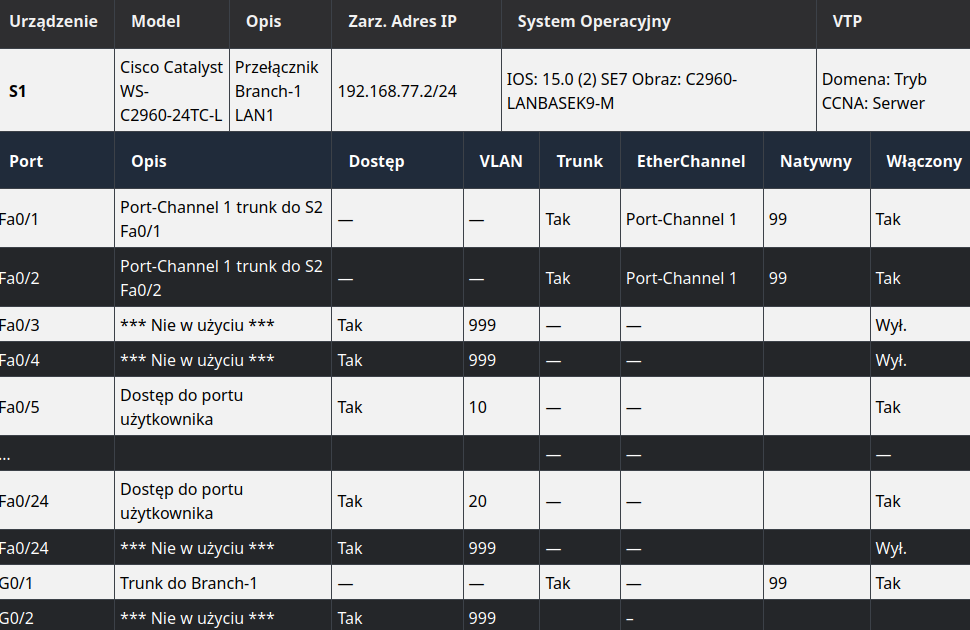 Urządzenie Model Opis Zarz. Adres IP System Operacyjny VTP
S1 Cisco Catalyst WS-C2960-24TC-L Przełącznik Branch-1 LAN1 192.168.77.2/24 IOS: 15.0 (2) SE7 Obraz: C2960-LANBASEK9-M Domena: Tryb CCNA: Serwer
Port Opis Dostęp VLAN Trunk EtherChannel Natywny Włączony
Fa0/1 Port-Channel 1 trunk do S2 Fa0/1 — — Tak Port-Channel 1 99 Tak
Fa0/2 Port-Channel 1 trunk do S2 Fa0/2 — — Tak Port-Channel 1 99 Tak
Fa0/3 *** Nie w użyciu *** Tak 999 — — Wył.
Fa0/4 *** Nie w użyciu *** Tak 999 — — Wył.
Fa0/5 Dostęp do portu użytkownika Tak 10 — — Tak
... — — —
Fa0/24 Dostęp do portu użytkownika Tak 20 — — Tak
Fa0/24 *** Nie w użyciu *** Tak 999 — — Wył.
G0/1 Trunk do Branch-1 — — Tak — 99 Tak
G0/2 *** Nie w użyciu *** Tak 999 –